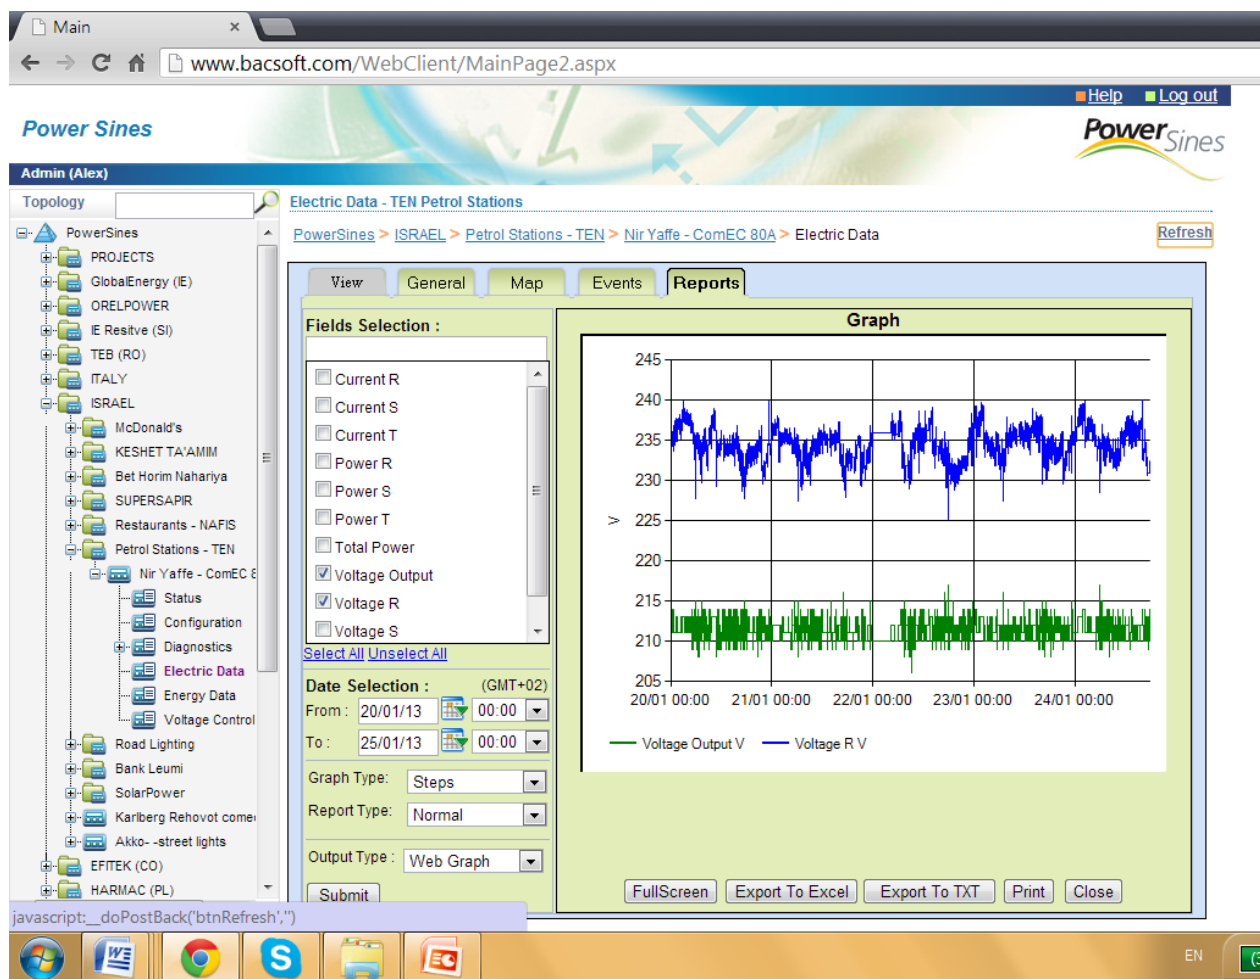 Main ×
www.bacsoft.com/WebClient/MainPage2.aspx
Help Log out
Power Sines
PowerSines
Admin (Alex)
Topology
Electric Data - TEN Petrol Stations
PowerSines > ISRAEL > Petrol Stations - TEN > Nir Yaffe - ComEC 80A > Electric Data
Refresh
PowerSines
PROJECTS
GlobalEnergy (IE)
ORELPOWER
IE Resitve (SI)
TEB (RO)
ITALY
ISRAEL
McDonald's
KESHET TA'AMIM
Bet Horim Nahariya
SUPERSAPIR
Restaurants - NAFIS
Petrol Stations - TEN
Nir Yaffe - ComEC 8
Status
Configuration
Diagnostics
Electric Data
Energy Data
Voltage Control
Road Lighting
Bank Leumi
SolarPower
Karlberg Rehovot come
Akko- -street lights
EFITEK (CO)
HARMAC (PL)
View General Map Events Reports
Fields Selection :
Current R
Current S
Current T
Power R
Power S
Power T
Total Power
Voltage Output
Voltage R
Voltage S
Select All Unselect All
Date Selection : (GMT+02)
From : 20/01/13 00:00
To : 25/01/13 00:00
Graph Type: Steps
Report Type: Normal
Output Type : Web Graph
Submit
Graph
245
240
235
230
225
220
215
210
205
V
20/01 00:00 21/01 00:00 22/01 00:00 23/01 00:00 24/01 00:00
Voltage Output V Voltage R V
FullScreen Export To Excel Export To TXT Print Close
javascript:__doPostBack('btnRefresh','')
EN